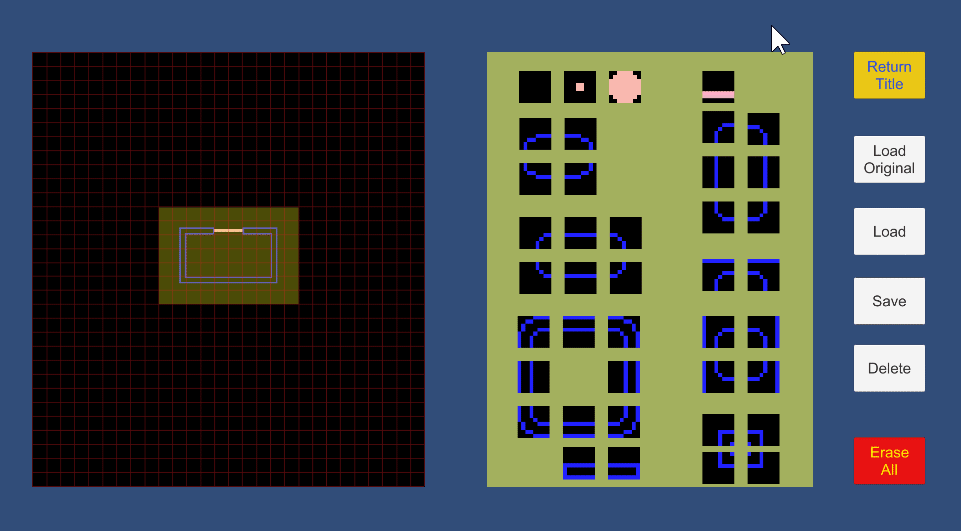 Return
Title
Load
Original
Load
Save
Delete
Erase
All